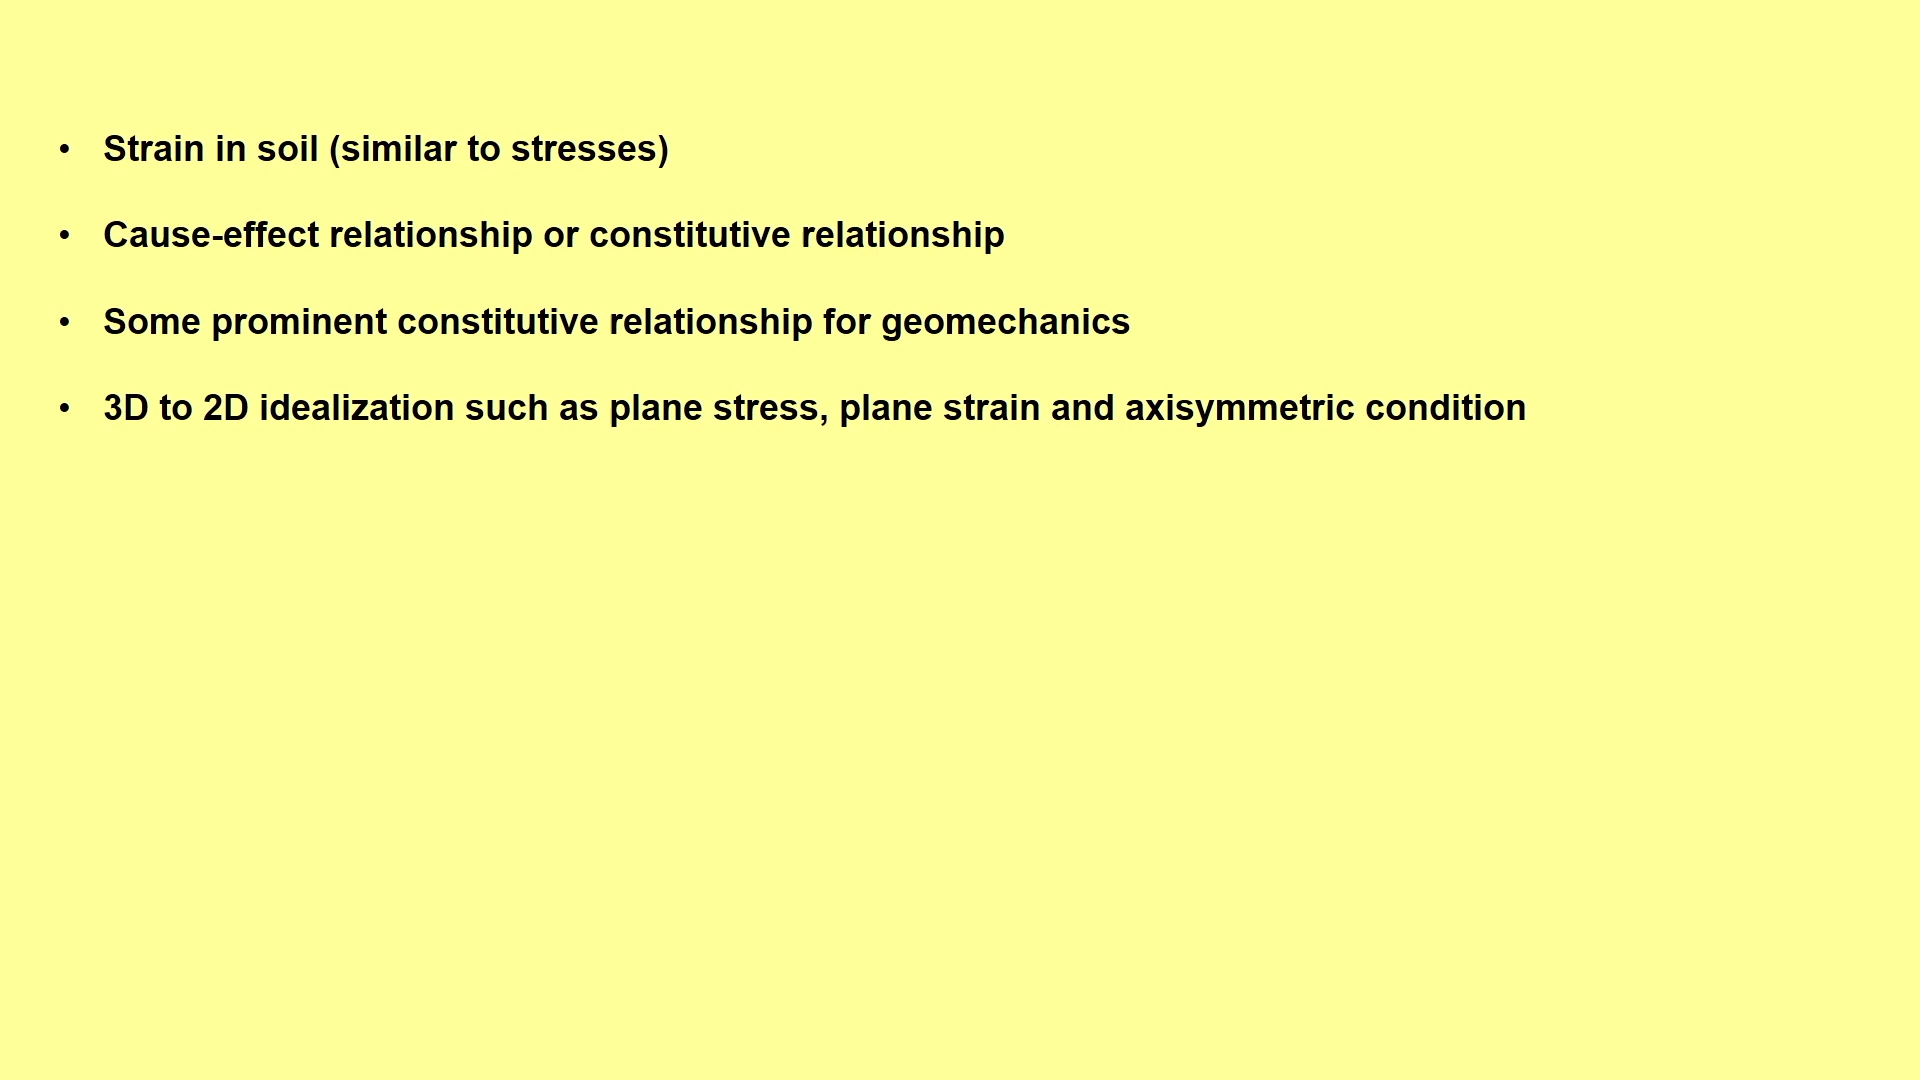 • Strain in soil (similar to stresses)
• Cause-effect relationship or constitutive relationship
• Some prominent constitutive relationship for geomechanics
• 3D to 2D idealization such as plane stress, plane strain and axisymmetric condition